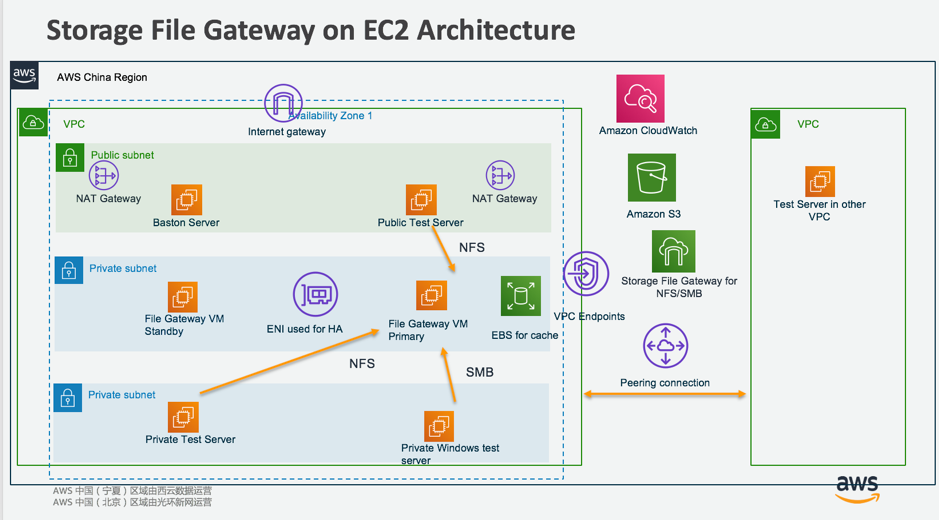 Storage File Gateway on EC2 Architecture
aws
AWS China Region
Availability Zone 1
Internet gateway
VPC
Public subnet
NAT Gateway
Baston Server
Public Test Server
NAT Gateway
NFS
Private subnet
File Gateway VM
Standby
ENI used for HA
File Gateway VM
Primary
EBS for cache
VPC Endpoints
NFS
SMB
Private subnet
Private Test Server
Private Windows test
server
Amazon CloudWatch
Amazon S3
Storage File Gateway for
NFS/SMB
Peering connection
VPC
Test Server in other
VPC
AWS 中国（宁夏）区域由西云数据运营
AWS 中国（北京）区域由光环新网运营
aws